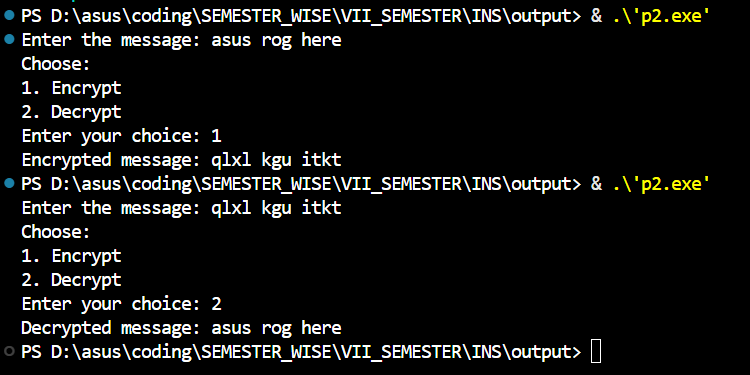 PS D:\asus\coding\SEMESTER_WISE\VII_SEMESTER\INS\output> & .\'p2.exe'
Enter the message: asus rog here
Choose:
1. Encrypt
2. Decrypt
Enter your choice: 1
Encrypted message: qlxl kgu itkt
PS D:\asus\coding\SEMESTER_WISE\VII_SEMESTER\INS\output> & .\'p2.exe'
Enter the message: qlxl kgu itkt
Choose:
1. Encrypt
2. Decrypt
Enter your choice: 2
Decrypted message: asus rog here
PS D:\asus\coding\SEMESTER_WISE\VII_SEMESTER\INS\output>